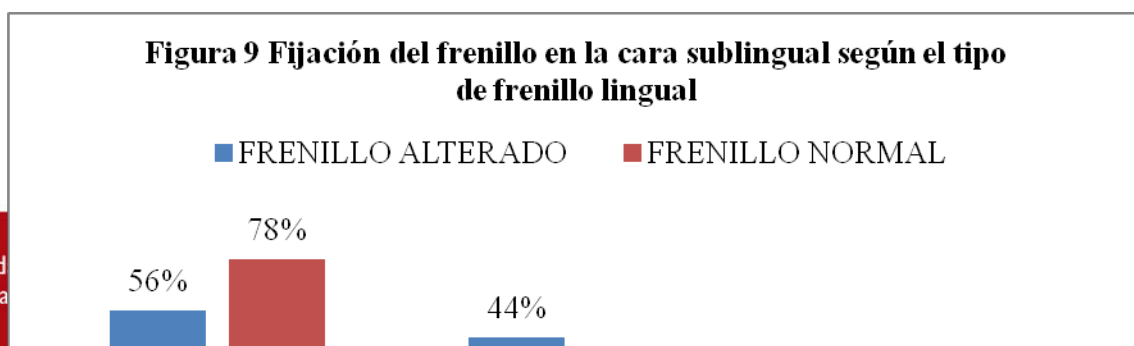 Figura 9 Fijación del frenillo en la cara sublingual según el tipo
de frenillo lingual
FRENILLO ALTERADO FRENILLO NORMAL
78%
56%
44%